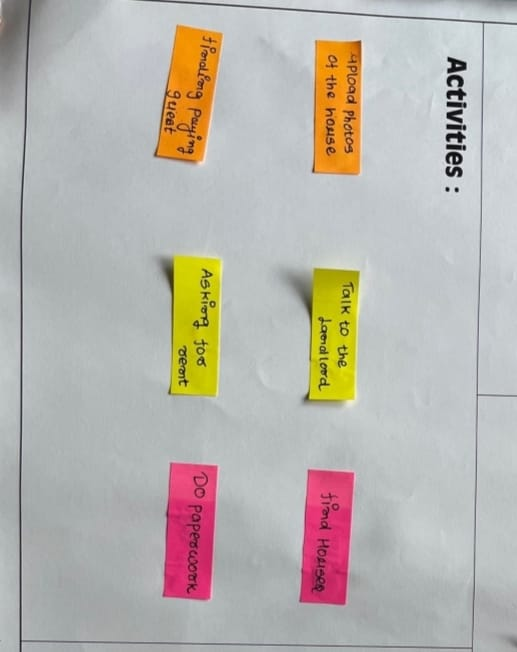 Activities :
Upload photos
of the house
Talk to the
Landlord
find Houses
finding paying
guest
Asking for
rent
Do paperwork